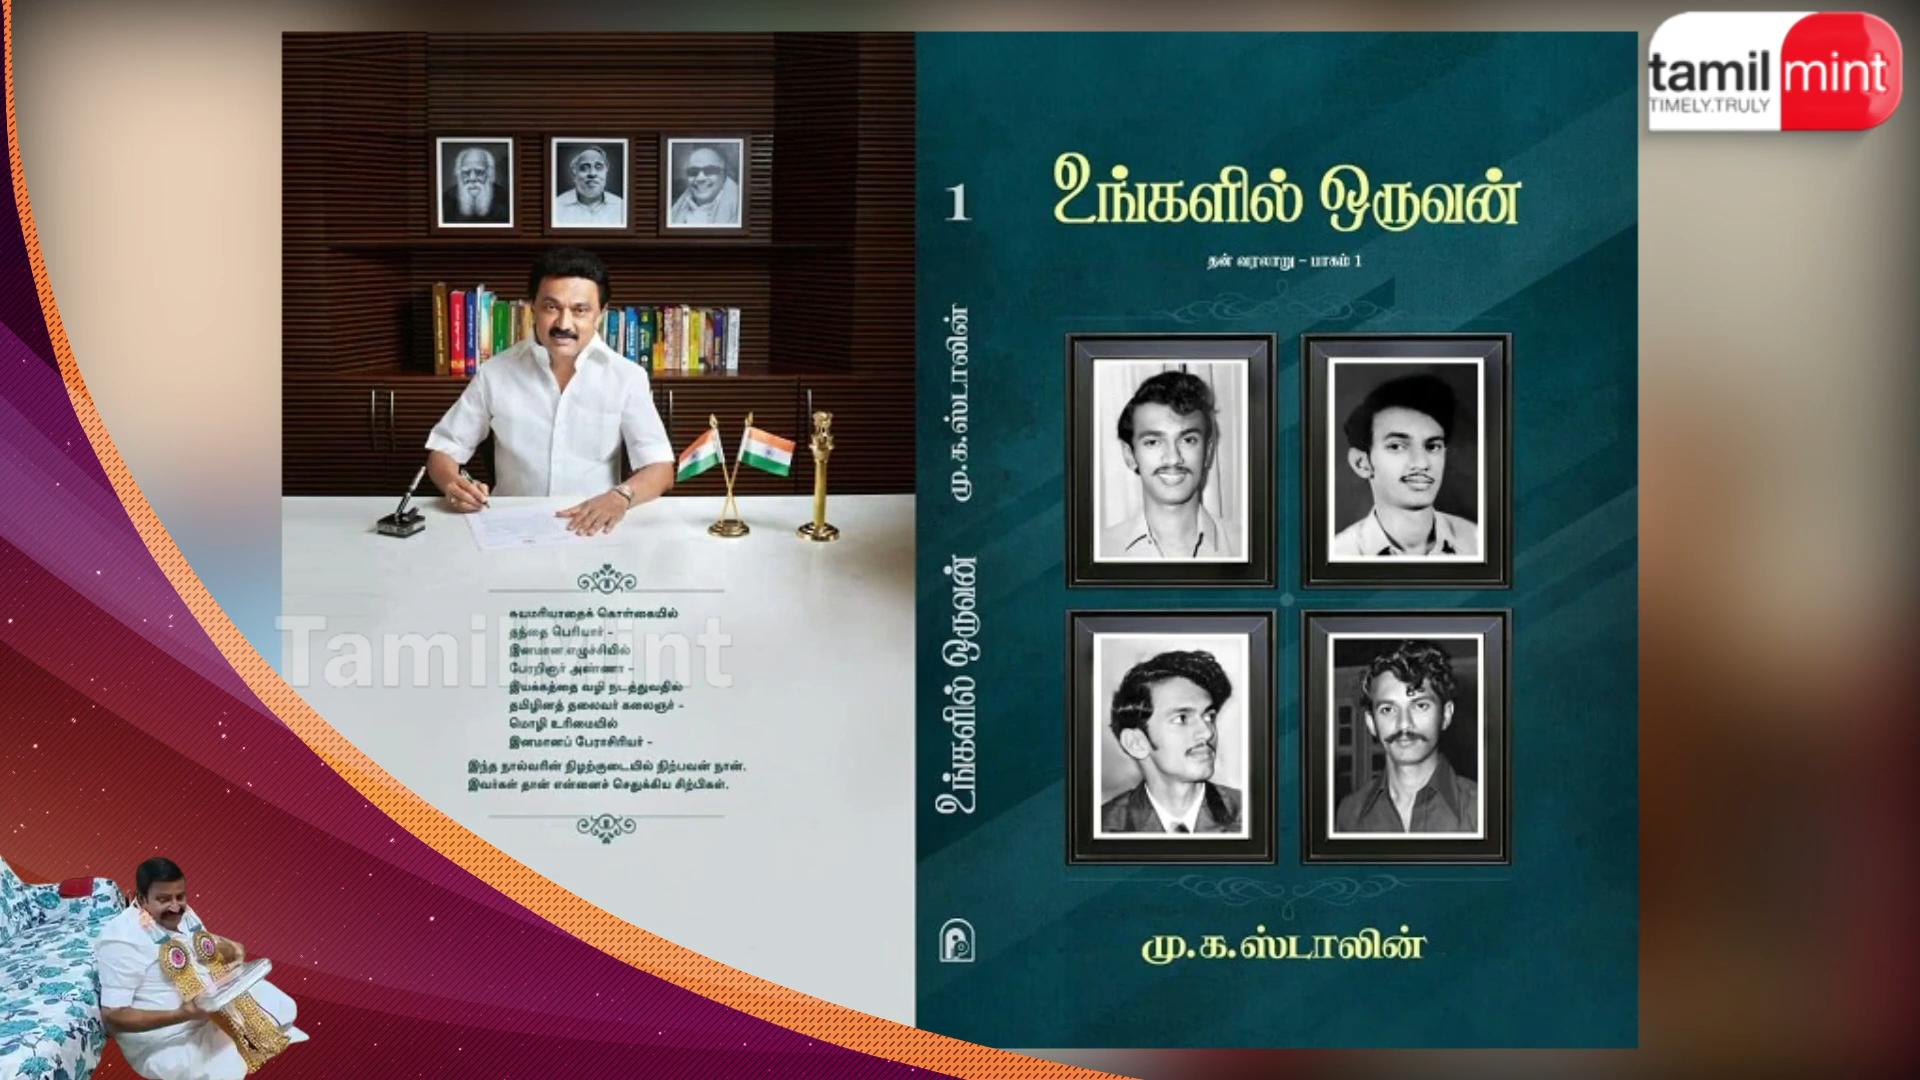 tamil mint
TIMELY.TRULY
1
மு.க.ஸ்டாலின்
உங்களில் ஒருவன்
உங்களில் ஒருவன்
தன் வரலாறு - பாகம் 1
மு.க.ஸ்டாலின்
சுயமரியாதைக் கொள்கையில்
தந்தை பெரியார் -
இனமான எழுச்சியில்
பேரறிஞர் அண்ணா -
இயக்கத்தை வழி நடத்துவதில்
தமிழினத் தலைவர் கலைஞர் -
மொழி உரிமையில்
இனமானப் பேராசிரியர் -
இந்த நால்வரின் நிழற்குடையில் நிற்பவன் நான்.
இவர்கள் தான் என்னைச் செதுக்கிய சிற்பிகள்.
Tamil Mint